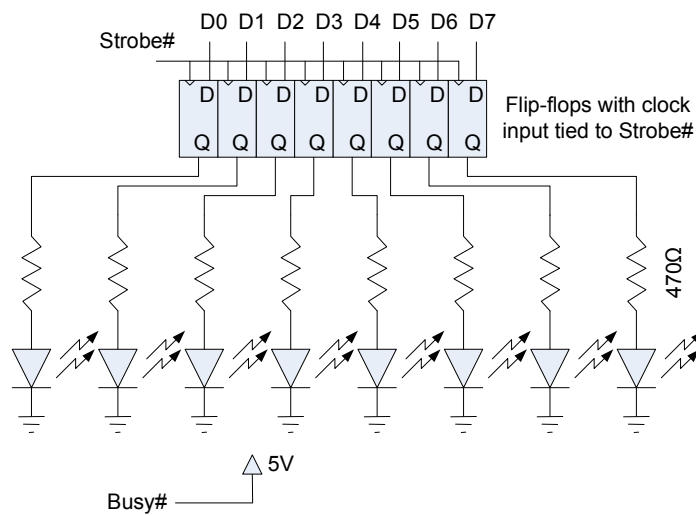 D0 D1 D2 D3 D4 D5 D6 D7
Strobe#
D D D D D D D D
Q Q Q Q Q Q Q Q
Flip-flops with clock
input tied to Strobe#
470Ω
5V
Busy#